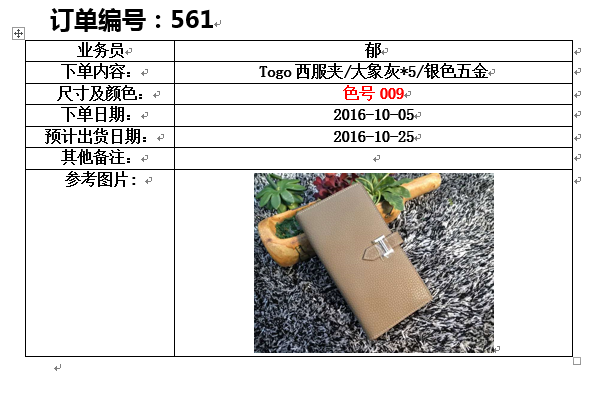 订单编号：561
业务员 郁
下单内容： Togo 西服夹/大象灰*5/银色五金
尺寸及颜色： 色号 009
下单日期： 2016-10-05
预计出货日期： 2016-10-25
其他备注：
参考图片：